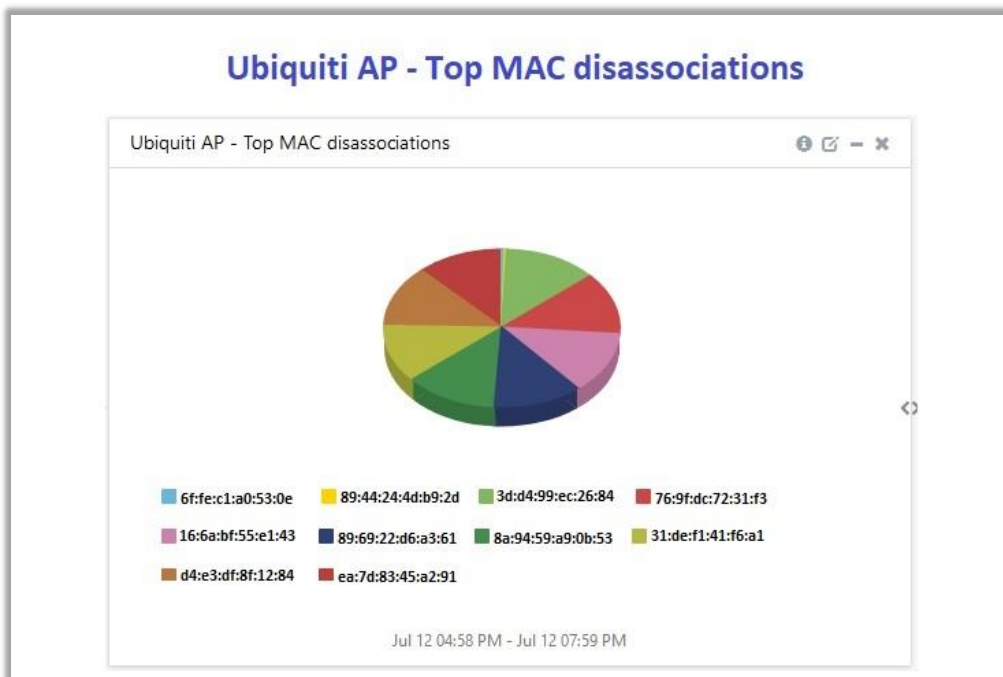 Ubiquiti AP - Top MAC disassociations
Ubiquiti AP - Top MAC disassociations
6f:fe:c1:a0:53:0e 89:44:24:4d:b9:2d 3d:d4:99:ec:26:84 76:9f:dc:72:31:f3
16:6a:bf:55:e1:43 89:69:22:d6:a3:61 8a:94:59:a9:0b:53 31:de:f1:41:f6:a1
d4:e3:df:8f:12:84 ea:7d:83:45:a2:91
Jul 12 04:58 PM - Jul 12 07:59 PM